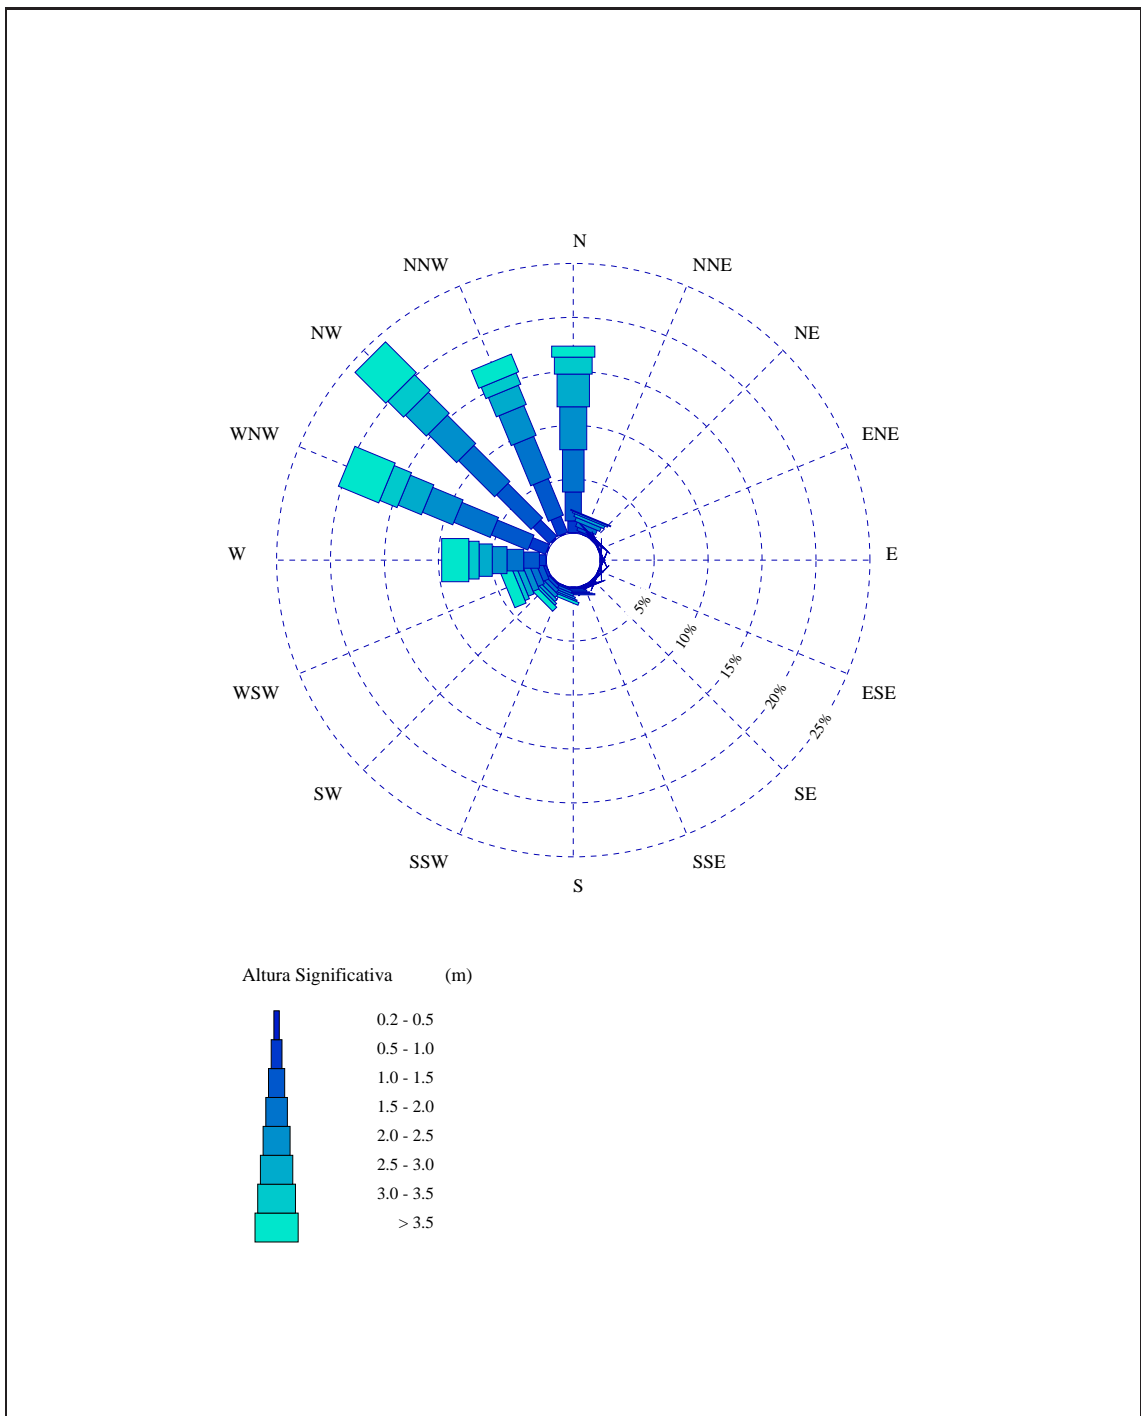 N
NNW NNE
NW NE
WNW ENE
W E
5%
10%
15%
WSW ESE
20%
25%
SW SE
SSW SSE
S
Altura Significativa (m)
0.2 - 0.5
0.5 - 1.0
1.0 - 1.5
1.5 - 2.0
2.0 - 2.5
2.5 - 3.0
3.0 - 3.5
> 3.5